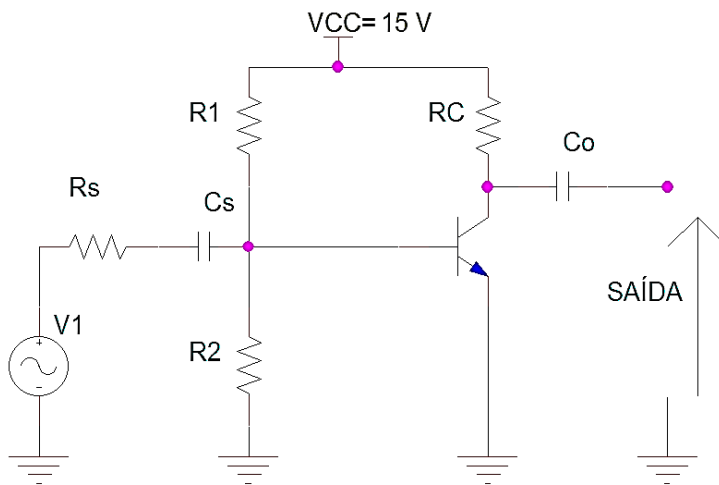 VCC= 15 V
R1
RC
Co
Rs
Cs
SAÍDA
V1
R2